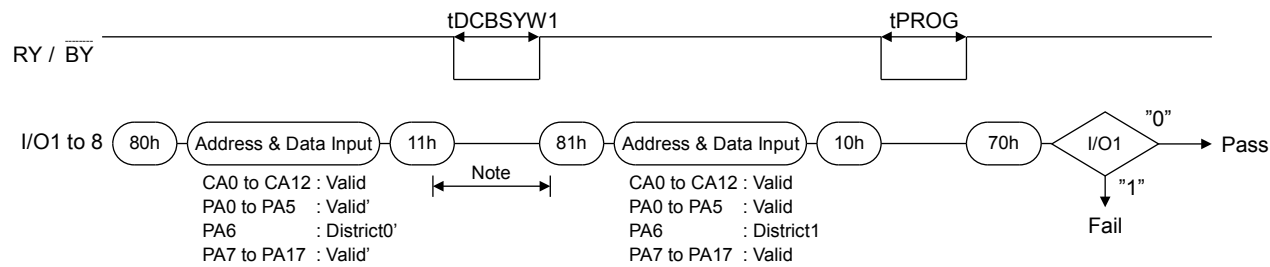 tDCBSYW1
tPROG
RY / BY
I/O1 to 8
80h
Address & Data Input
11h
81h
Address & Data Input
10h
70h
I/O1
"0"
Pass
Note
"1"
Fail
CA0 to CA12 : Valid
PA0 to PA5 : Valid’
PA6 : District0’
PA7 to PA17 : Valid’
CA0 to CA12 : Valid
PA0 to PA5 : Valid
PA6 : District1
PA7 to PA17 : Valid